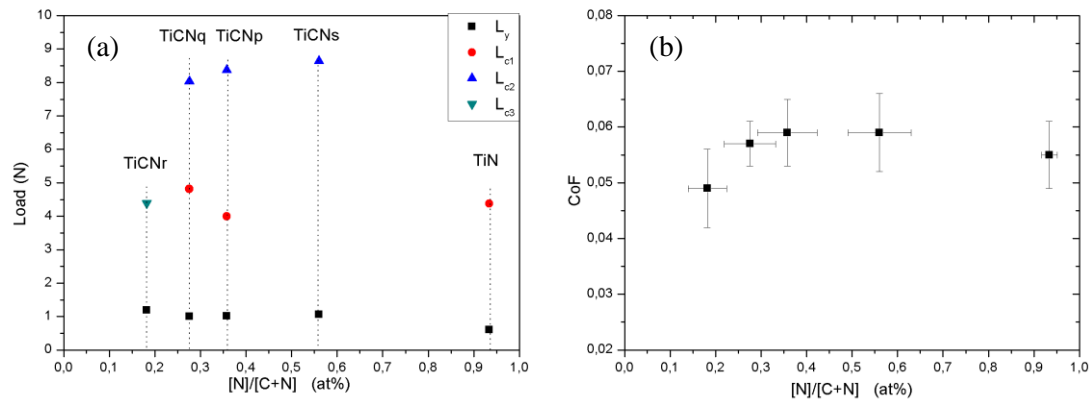 (a)
10
9
8
7
6
5
4
3
2
1
0
Load (N)
TiCNr
TiCNq
TiCNp
TiCNs
TiN
L_y
L_c1
L_c2
L_c3
0,0 0,1 0,2 0,3 0,4 0,5 0,6 0,7 0,8 0,9 1,0
[N]/[C+N] (at%)
(b)
0,08
0,07
0,06
0,05
0,04
0,03
0,02
CoF
0,0 0,1 0,2 0,3 0,4 0,5 0,6 0,7 0,8 0,9 1,0
[N]/[C+N] (at%)